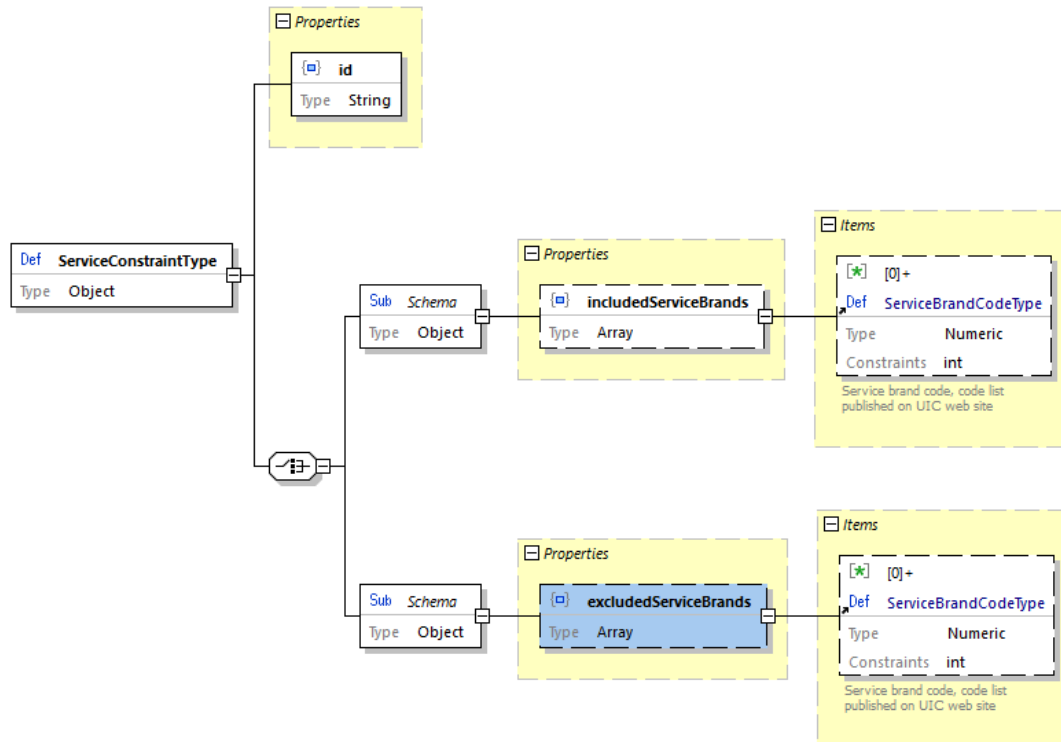 Properties
id
Type String
Def ServiceConstraintType
Type Object
Sub Schema
Type Object
Properties
includedServiceBrands
Type Array
Items
[*] [0]+
Def ServiceBrandCodeType
Type Numeric
Constraints int
Service brand code, code list
published on UIC web site
Sub Schema
Type Object
Properties
excludedServiceBrands
Type Array
Items
[*] [0]+
Def ServiceBrandCodeType
Type Numeric
Constraints int
Service brand code, code list
published on UIC web site